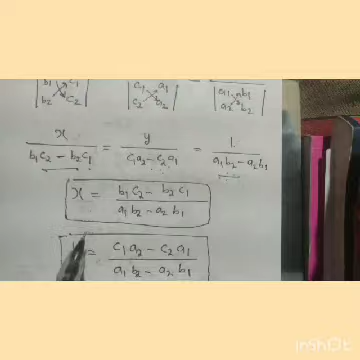 b₁ c₁ c₁ a₁ = a₁ b₁
b₂ c₂ c₂ a₂ a₂ b₂
x / (b₁c₂ - b₂c₁) = y / (c₁a₂ - c₂a₁) = 1 / (a₁b₂ - a₂b₁)
x = (b₁c₂ - b₂c₁) / (a₁b₂ - a₂b₁)
= (c₁a₂ - c₂a₁) / (a₁b₂ - a₂b₁)